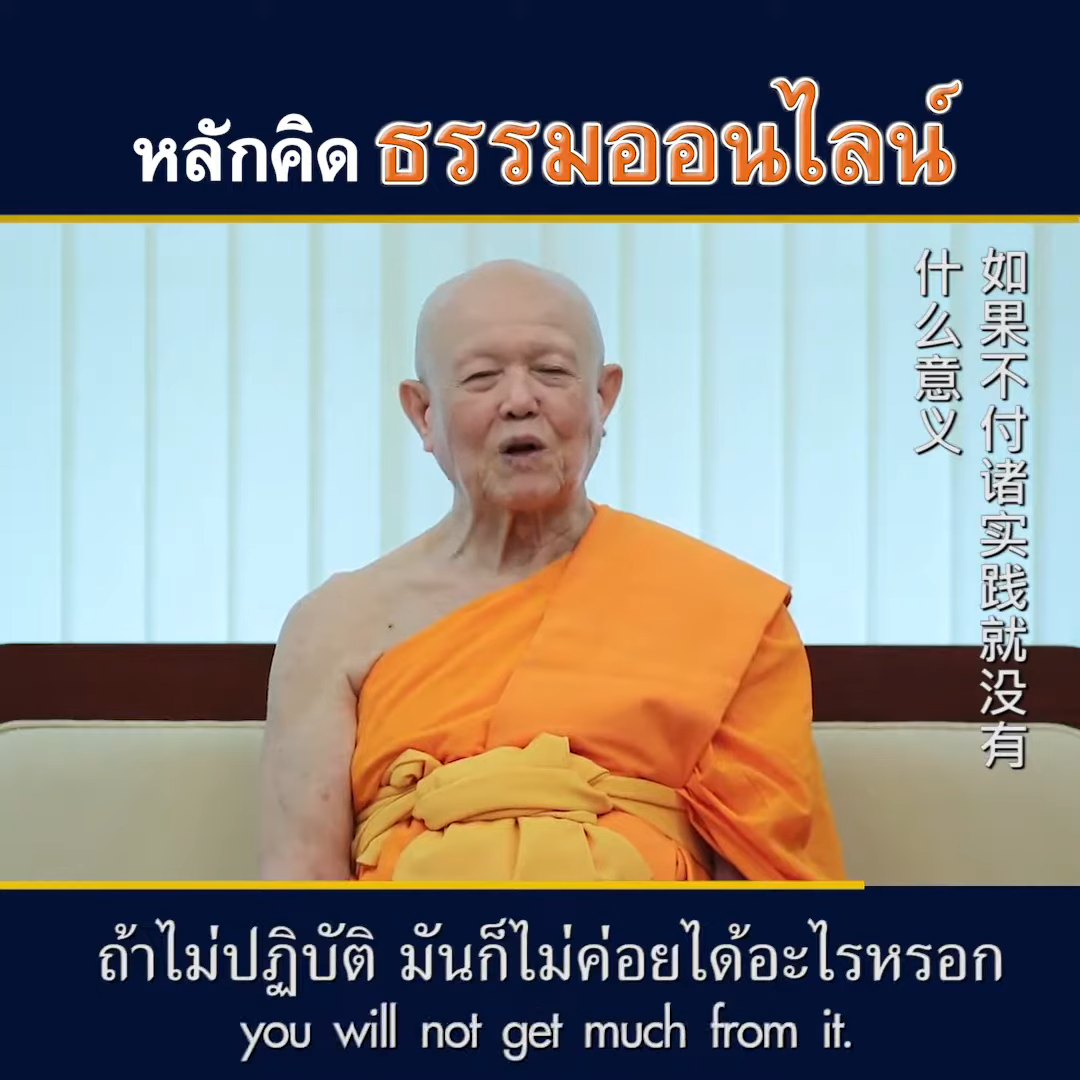 หลักคิด ธรรมออนไลน์
如果不付诸实践就没有
什么意义
ถ้าไม่ปฏิบัติ มันก็ไม่ค่อยได้อะไรหรอก
you will not get much from it.